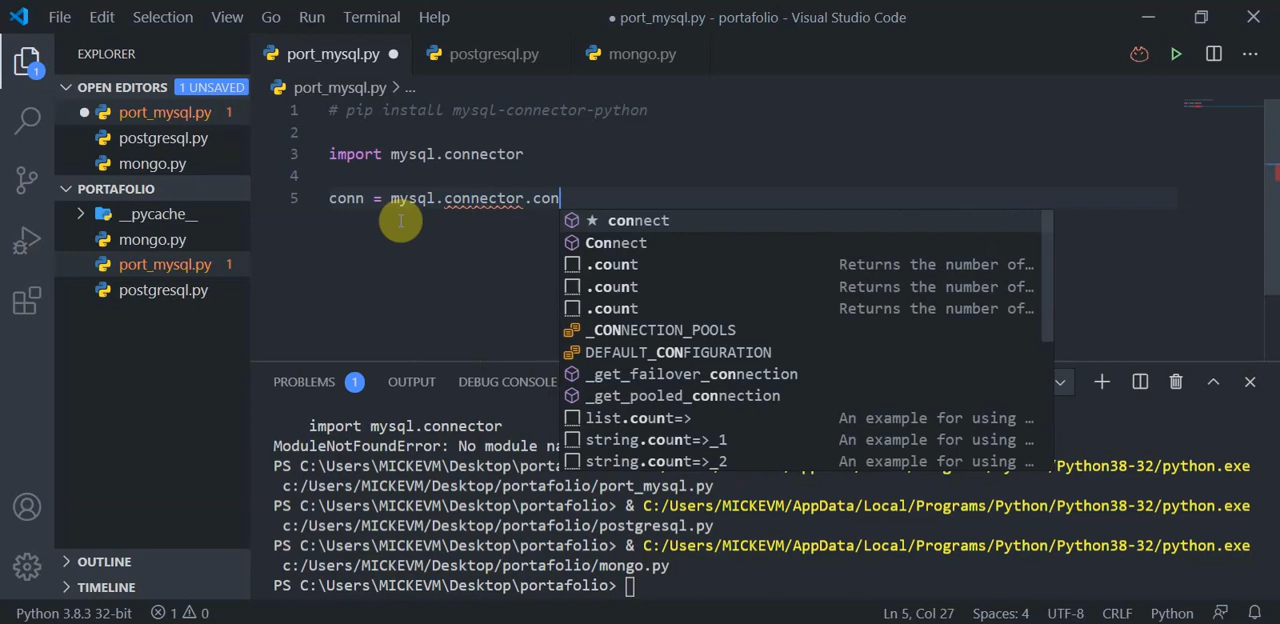 File Edit Selection View Go Run Terminal Help
● port_mysql.py - portafolio - Visual Studio Code
EXPLORER
port_mysql.py ●
postgresql.py
mongo.py
OPEN EDITORS 1 UNSAVED
● port_mysql.py 1
postgresql.py
mongo.py
PORTAFOLIO
__pycache__
mongo.py
port_mysql.py 1
postgresql.py
OUTLINE
TIMELINE
1
port_mysql.py > ...
1 # pip install mysql-connector-python
2
3 import mysql.connector
4
5 conn = mysql.connector.con
★ connect
Connect
.count Returns the number of…
.count Returns the number of…
.count Returns the number of…
_CONNECTION_POOLS
DEFAULT_CONFIGURATION
_get_failover_connection
_get_pooled_connection
list.count=> An example for using …
string.count=>_1 An example for using …
string.count=>_2 An example for using …
PROBLEMS 1 OUTPUT DEBUG CONSOLE
import mysql.connector
ModuleNotFoundError: No module na
PS C:\Users\MICKEVM\Desktop\portafolio> & C:/Users/MICKEVM/AppData/Local/Programs/Python/Python38-32/python.exe
c:/Users/MICKEVM/Desktop/portafolio/port_mysql.py
PS C:\Users\MICKEVM\Desktop\portafolio> & C:/Users/MICKEVM/AppData/Local/Programs/Python/Python38-32/python.exe
c:/Users/MICKEVM/Desktop/portafolio/postgresql.py
PS C:\Users\MICKEVM\Desktop\portafolio> & C:/Users/MICKEVM/AppData/Local/Programs/Python/Python38-32/python.exe
c:/Users/MICKEVM/Desktop/portafolio/mongo.py
PS C:\Users\MICKEVM\Desktop\portafolio>
Python 3.8.3 32-bit 1 0 Ln 5, Col 27 Spaces: 4 UTF-8 CRLF Python